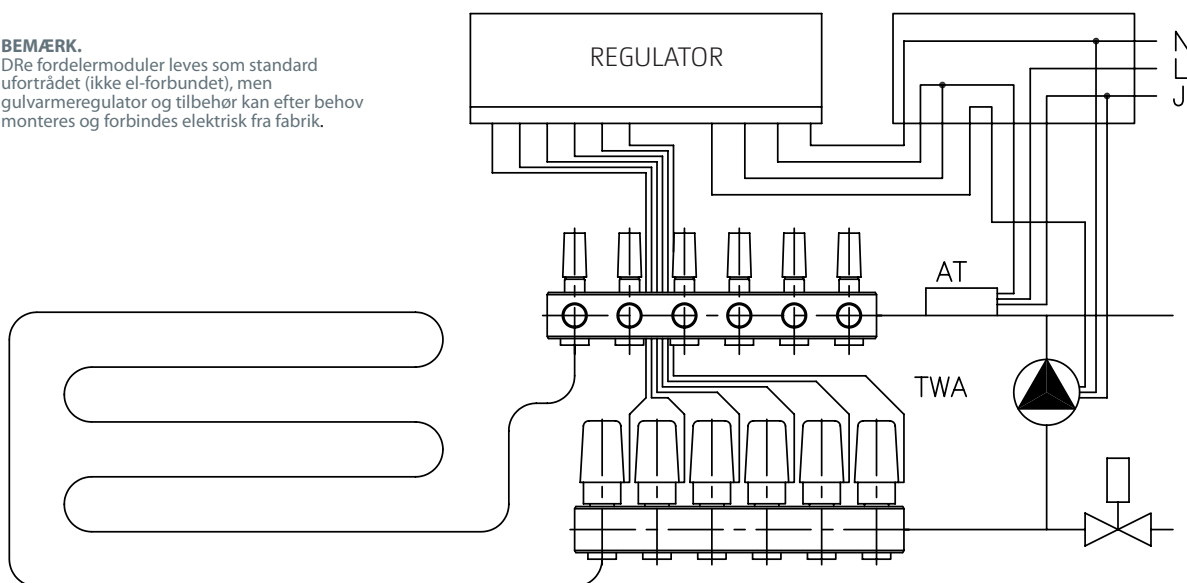 BEMÆRK.
DRe fordelermoduler leves som standard
ufortrådet (ikke el-forbundet), men
gulvarmeregulator og tilbehør kan efter behov
monteres og forbindes elektrisk fra fabrik.
REGULATOR
N
L
J
AT
TWA